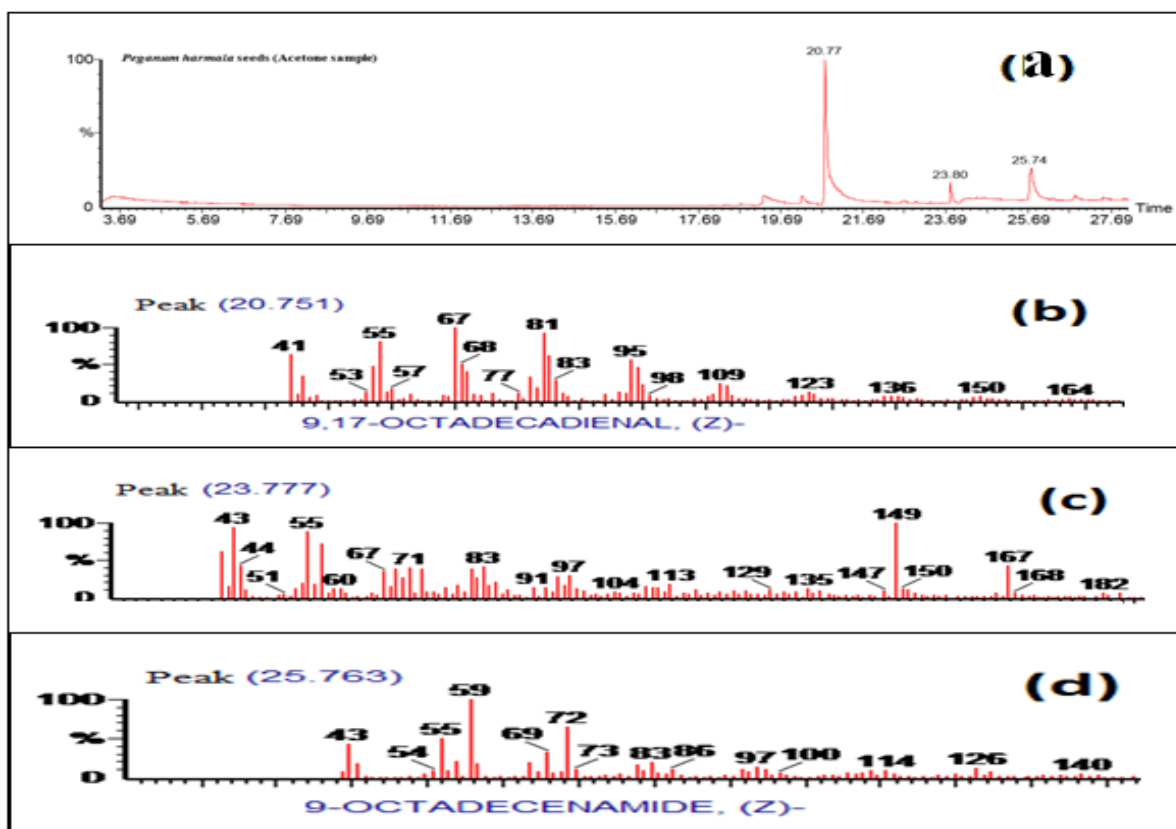 20.77
100
Peganum harmala seeds (Acetone sample)
(a)
%
23.80
25.74
0
3.69 5.69 7.69 9.69 11.69 13.69 15.69 17.69 19.69 21.69 23.69 25.69 27.69 Time
Peak (20.751)
(b)
100
%
0
41 53 55 57 67 68 77 81 83 95 98 109 123 136 150 164
9,17-OCTADECADIENAL, (Z)-
Peak (23.777)
(c)
100
%
0
43 44 51 55 60 67 71 83 91 97 104 113 129 135 147 149 150 167 168 182
Peak (25.763)
(d)
100
%
0
43 54 55 59 69 72 73 83 86 97 100 114 126 140
9-OCTADECENAMIDE, (Z)-